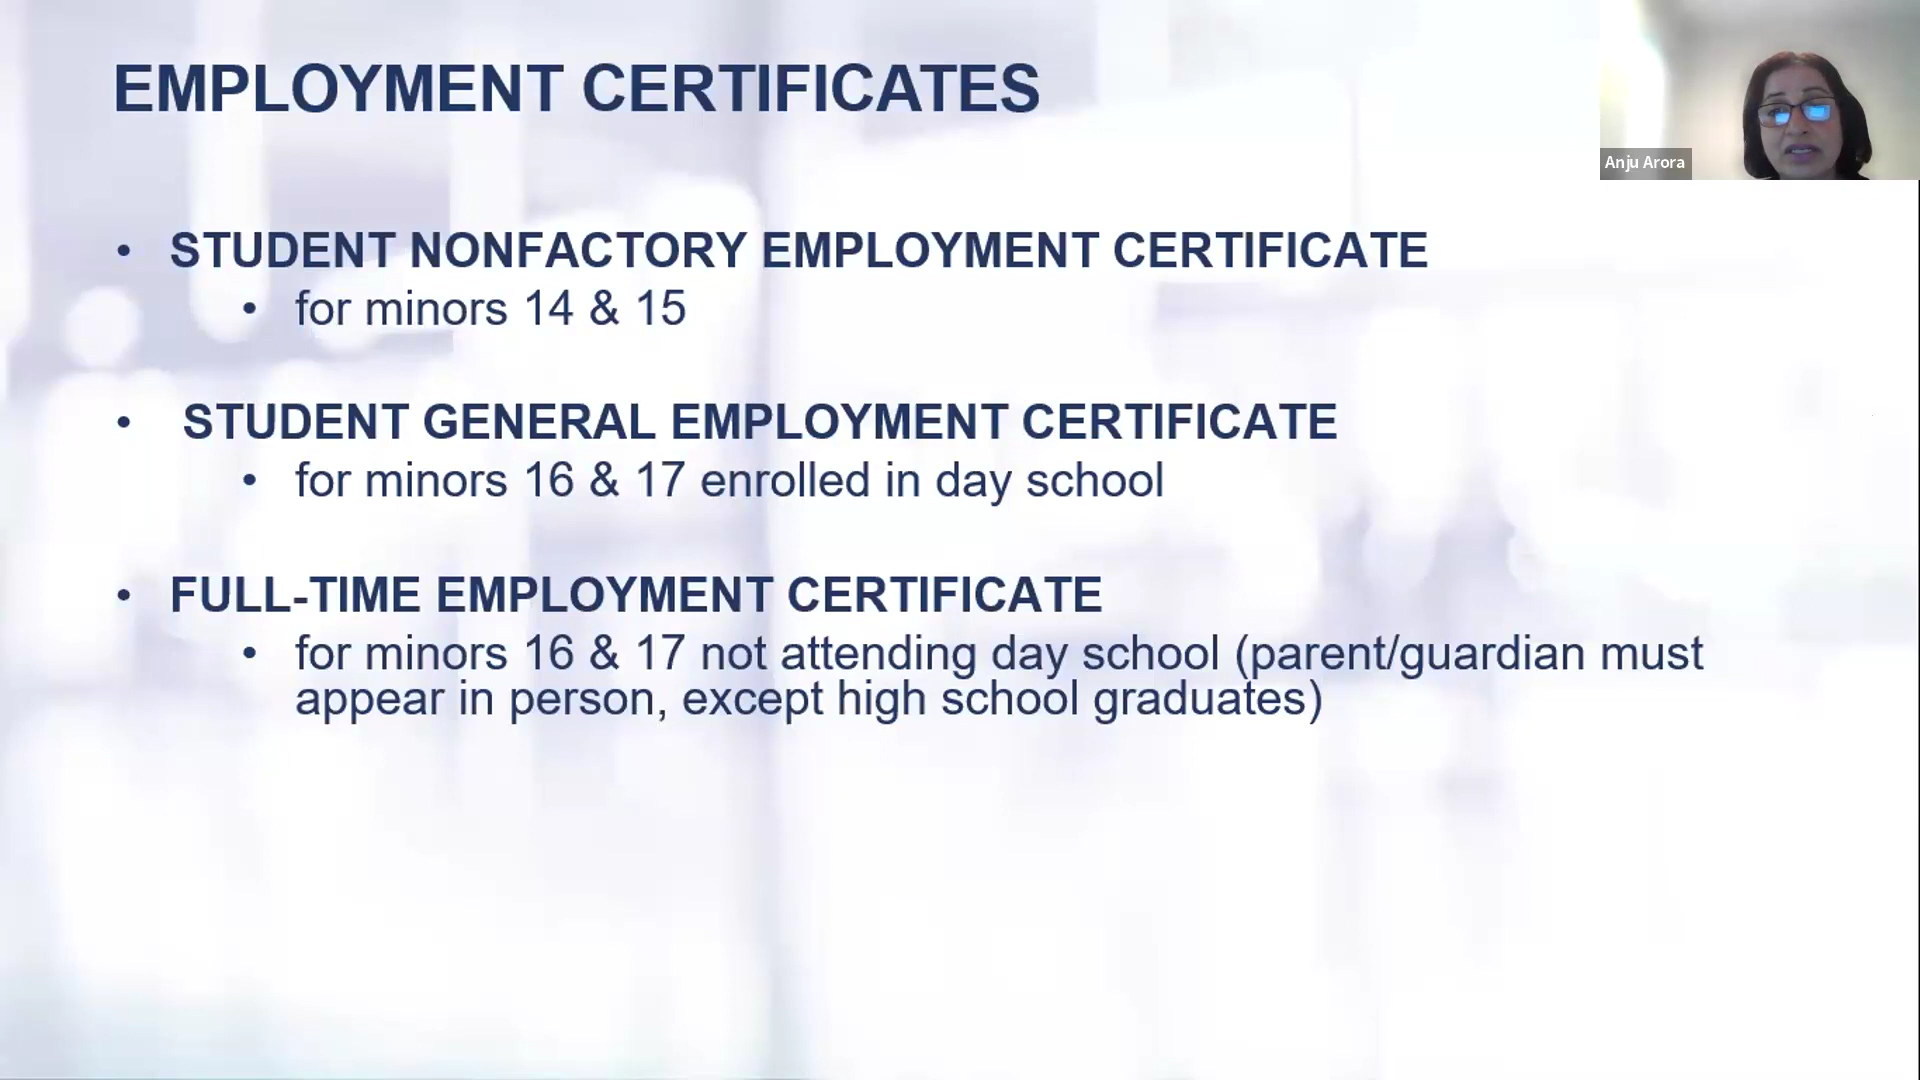 EMPLOYMENT CERTIFICATES
Anju Arora
• STUDENT NONFACTORY EMPLOYMENT CERTIFICATE
• for minors 14 & 15
• STUDENT GENERAL EMPLOYMENT CERTIFICATE
• for minors 16 & 17 enrolled in day school
• FULL-TIME EMPLOYMENT CERTIFICATE
• for minors 16 & 17 not attending day school (parent/guardian must
appear in person, except high school graduates)